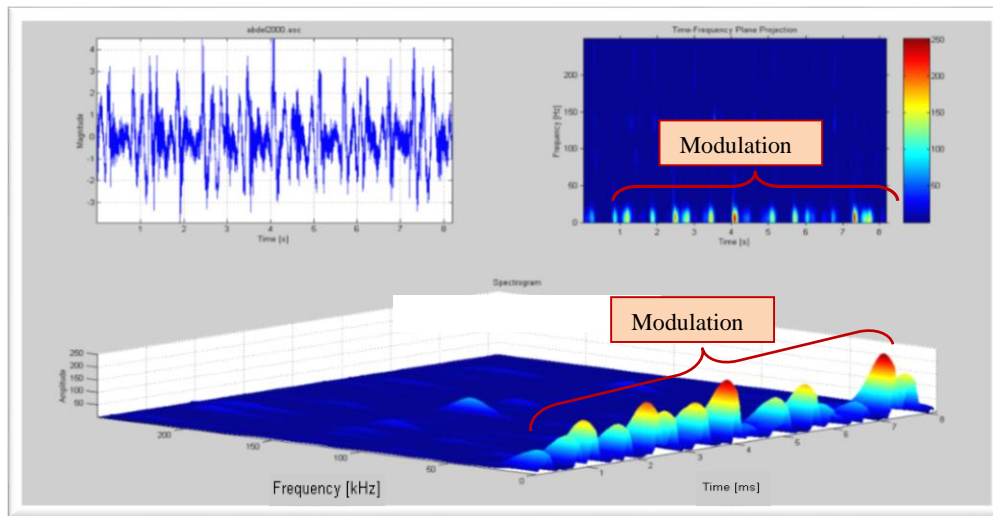 abdel2000.asc
4
3
2
1
0
-1
-2
-3
Magnitude
1 2 3 4 5 6 7 8
Time [s]
Time-Frequency Plane Projection
200
150
100
50
0
Frequency [Hz]
Modulation
1 2 3 4 5 6 7 8
Time [s]
250
200
150
100
50
Spectrogram
Modulation
250
200
150
100
50
Amplitude
200
150
100
50
0
Frequency [kHz]
1 2 3 4 5 6 7 8
Time [ms]